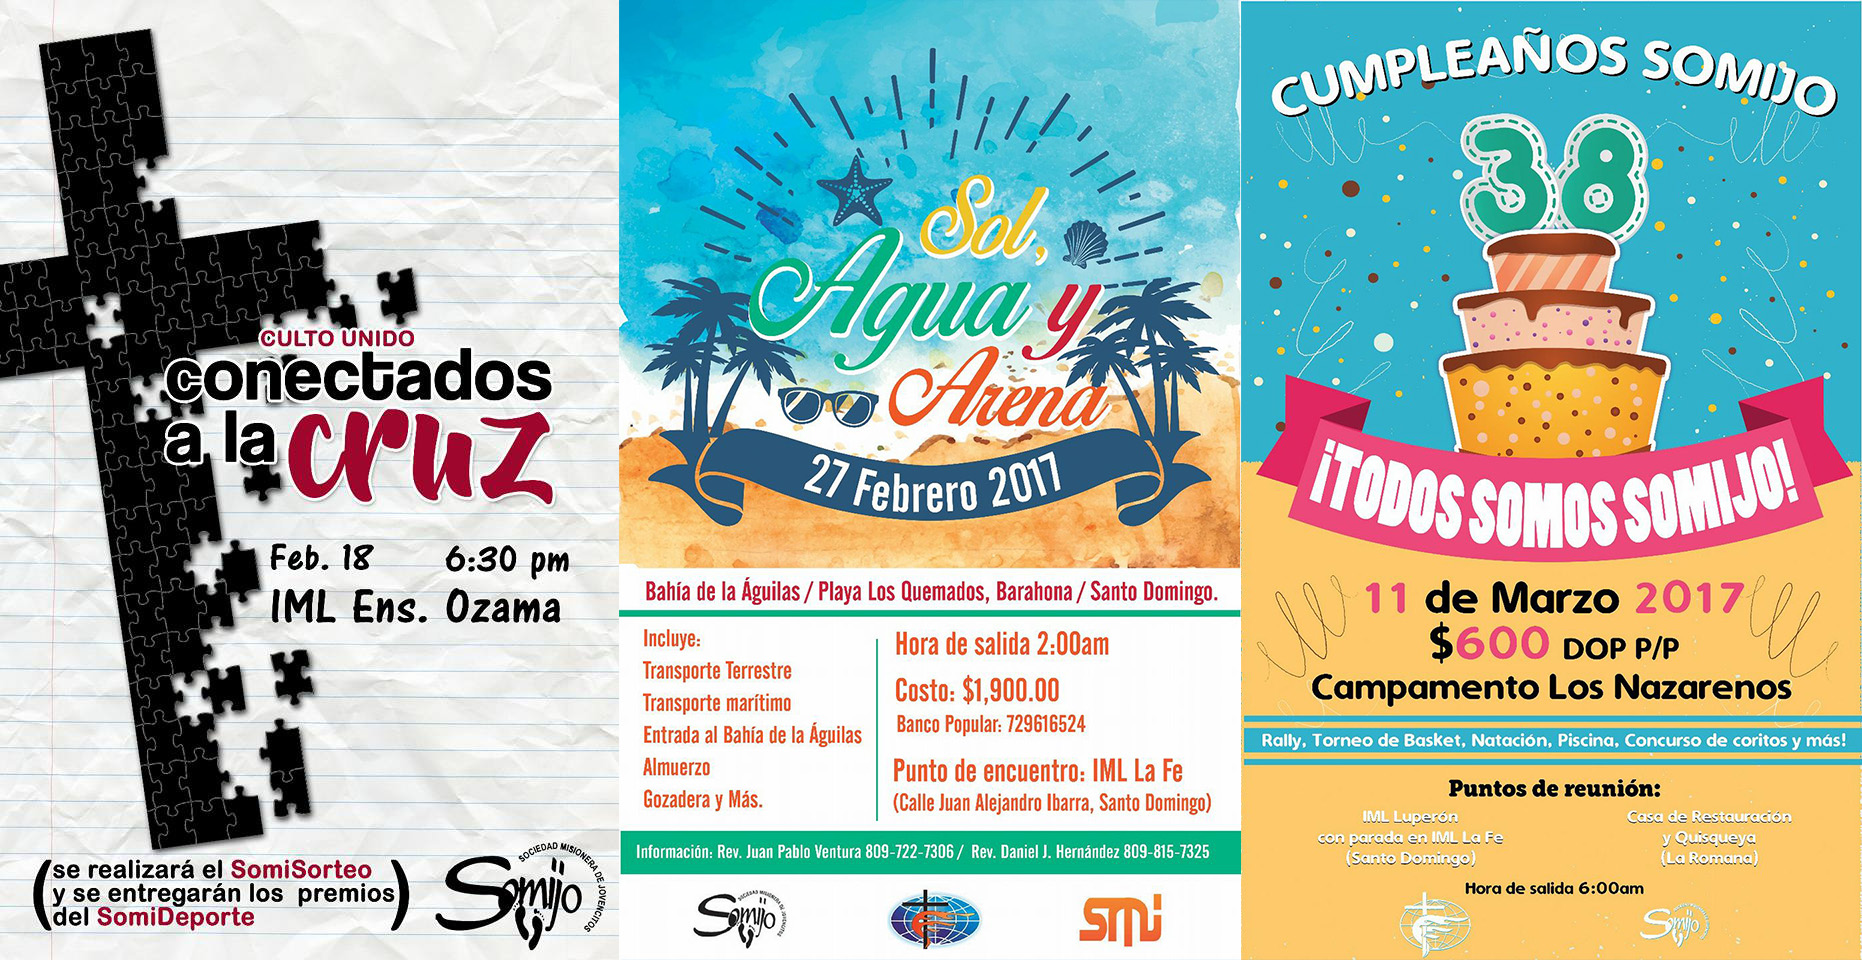 CULTO UNIDO
conectados
a la cruz
Feb. 18 6:30 pm
IML Ens. Ozama
(se realizará el SomiSorteo
y se entregarán los premios
del SomiDeporte)
Somijo
SOCIEDAD MISIONERA DE JOVENCITOS
Sol,
Agua y
Arena
27 Febrero 2017
Bahía de la Águilas / Playa Los Quemados, Barahona / Santo Domingo.
Incluye:
Transporte Terrestre
Transporte marítimo
Entrada al Bahía de la Águilas
Almuerzo
Gozadera y Más.
Hora de salida 2:00am
Costo: $1,900.00
Banco Popular: 729616524
Punto de encuentro: IML La Fe
(Calle Juan Alejandro Ibarra, Santo Domingo)
Información: Rev. Juan Pablo Ventura 809-722-7306 / Rev. Daniel J. Hernández 809-815-7325
Somijo
SOCIEDAD MISIONERA DE JOVENCITOS
smi
CUMPLEAÑOS SOMIJO
38
¡TODOS SOMOS SOMIJO!
11 de Marzo 2017
$600 DOP P/P
Campamento Los Nazarenos
Rally, Torneo de Basket, Natación, Piscina, Concurso de coritos y más!
Puntos de reunión:
IML Luperón
con parada en IML La Fe
(Santo Domingo)
Casa de Restauración
y Quisqueya
(La Romana)
Hora de salida 6:00am
Somijo